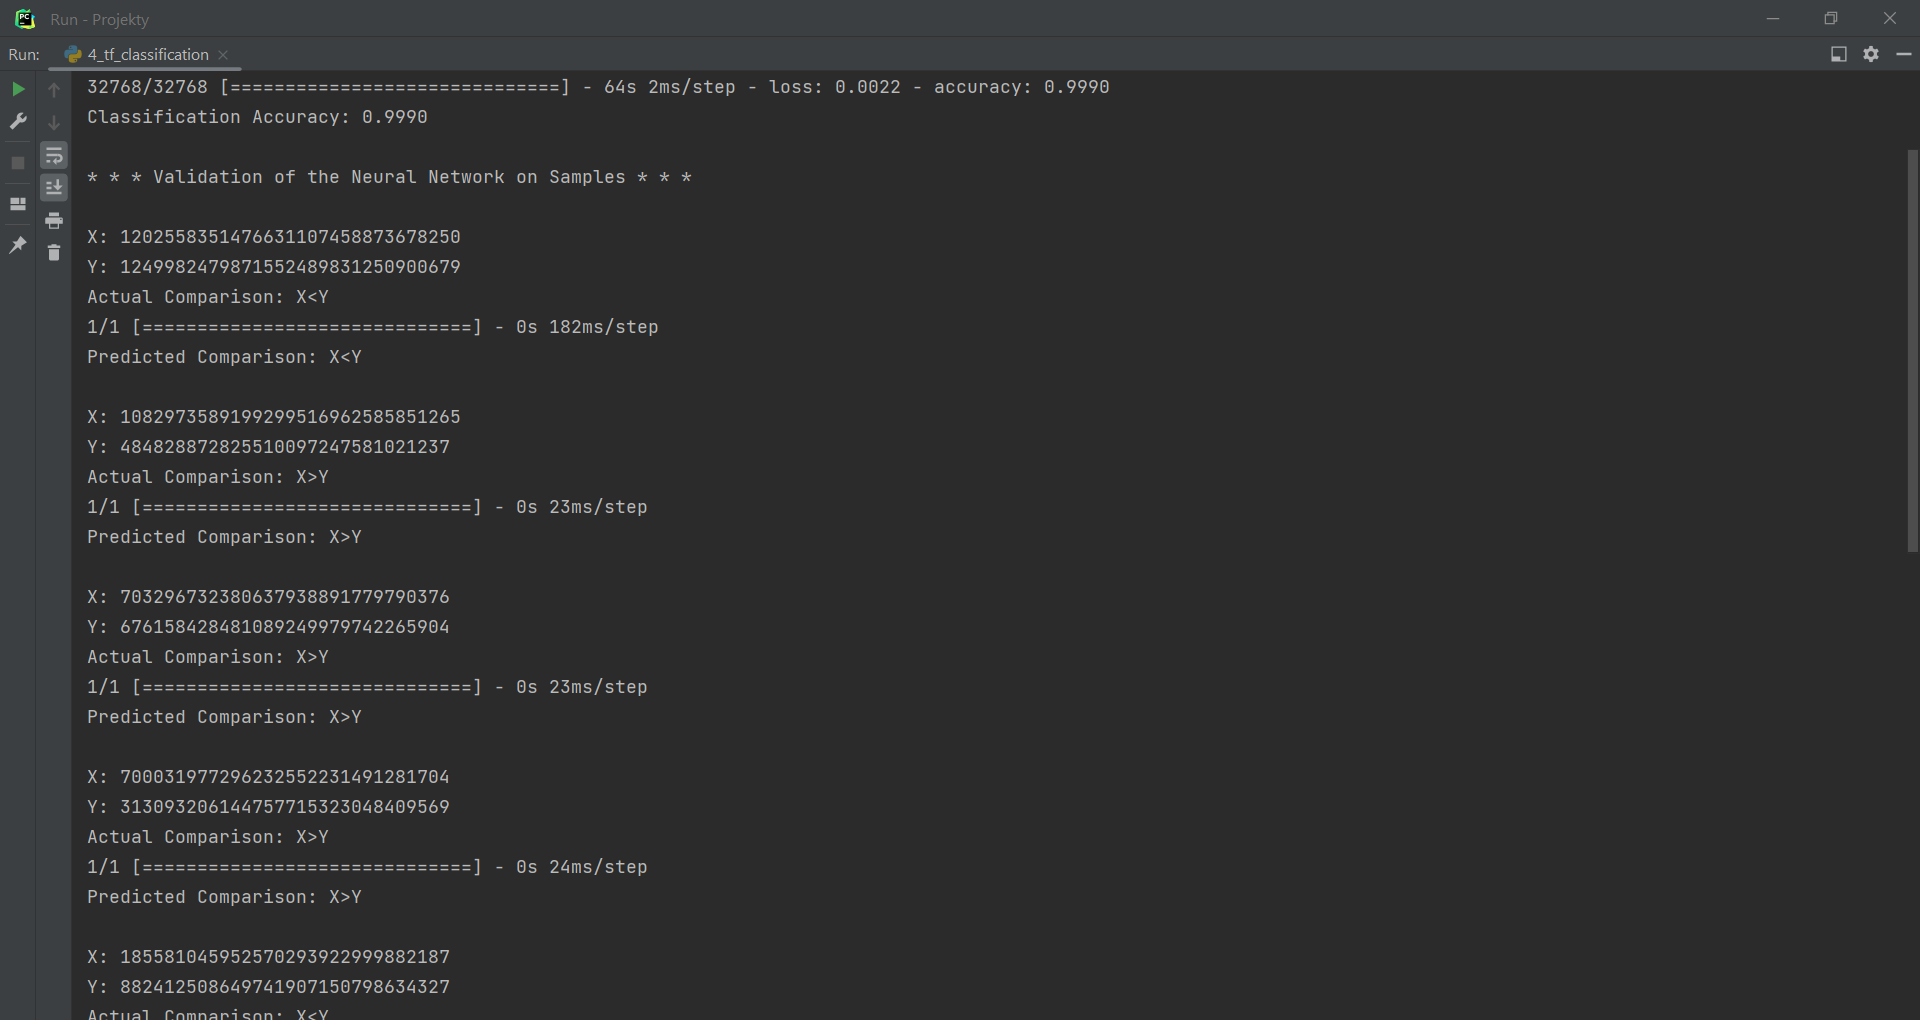 Run - Projekty
Run: 4_tf_classification
32768/32768 [==============================] - 64s 2ms/step - loss: 0.0022 - accuracy: 0.9990
Classification Accuracy: 0.9990
* * * Validation of the Neural Network on Samples * * *
X: 1202558351476631107458873678250
Y: 1249982479871552489831250900679
Actual Comparison: X<Y
1/1 [==============================] - 0s 182ms/step
Predicted Comparison: X<Y
X: 1082973589199299516962585851265
Y: 484828872825510097247581021237
Actual Comparison: X>Y
1/1 [==============================] - 0s 23ms/step
Predicted Comparison: X>Y
X: 703296732380637938891779790376
Y: 676158428481089249979742265904
Actual Comparison: X>Y
1/1 [==============================] - 0s 23ms/step
Predicted Comparison: X>Y
X: 700031977296232552231491281704
Y: 313093206144757715323048409569
Actual Comparison: X>Y
1/1 [==============================] - 0s 24ms/step
Predicted Comparison: X>Y
X: 185581045952570293922999882187
Y: 882412508649741907150798634327
Actual Comparison: X<Y